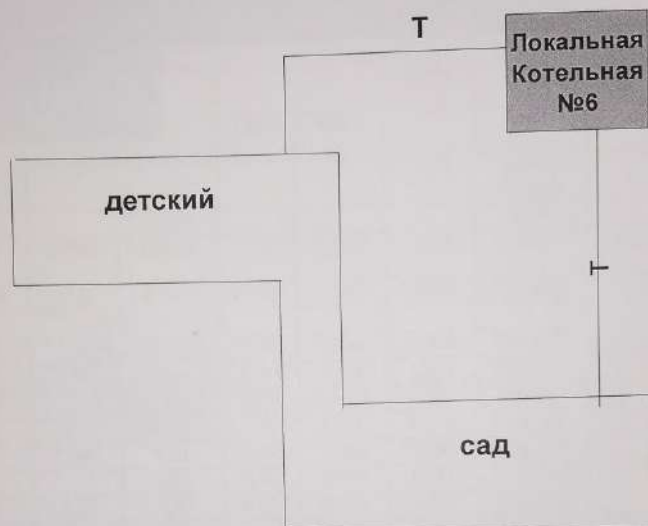 Т
Локальная
Котельная
№6
детский
Т
сад